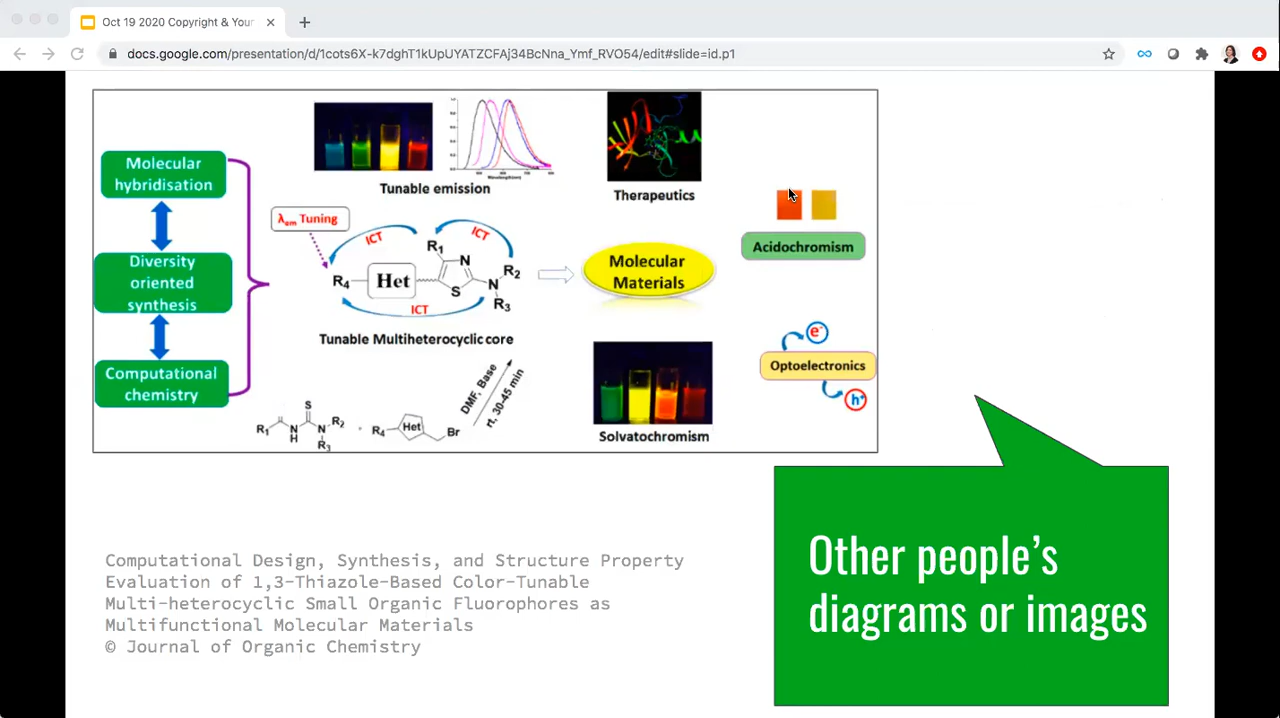 Oct 19 2020 Copyright & Your
docs.google.com/presentation/d/1cots6X-k7dghT1kUpUYATZCFAj34BcNna_Ymf_RVO54/edit#slide=id.p1
Molecular
hybridisation
Diversity
oriented
synthesis
Computational
chemistry
Tunable emission
λem Tuning
ICT
ICT
R1
N
R2
R4
Het
S
N
R3
ICT
Tunable Multiheterocyclic core
DMF, Base
rt, 30-45 min
S
R1
N
H
N
R2
R3
R4
Het
Br
Therapeutics
Molecular
Materials
Solvatochromism
Acidochromism
e-
Optoelectronics
h+
Computational Design, Synthesis, and Structure Property
Evaluation of 1,3-Thiazole-Based Color-Tunable
Multi-heterocyclic Small Organic Fluorophores as
Multifunctional Molecular Materials
© Journal of Organic Chemistry
Other people's
diagrams or images